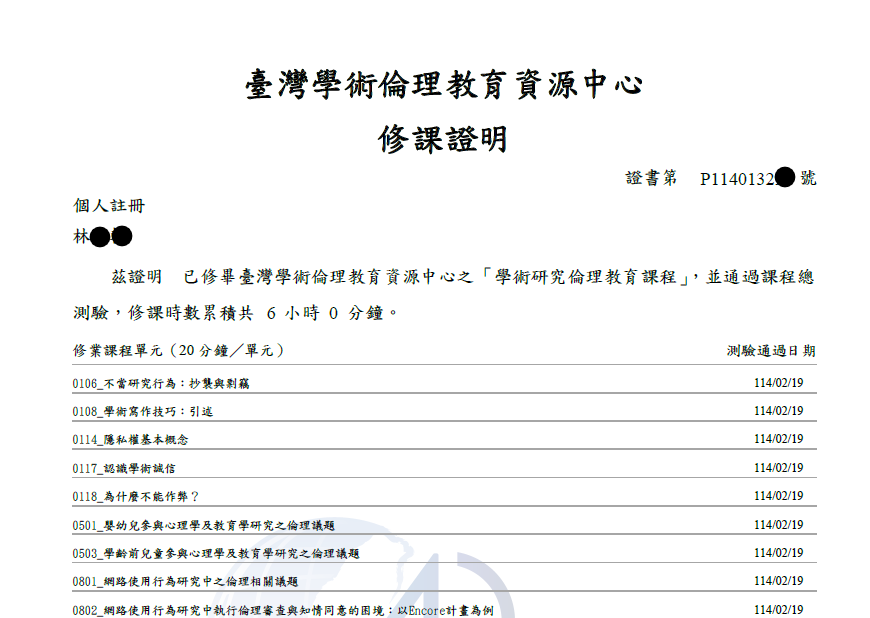 臺灣學術倫理教育資源中心
修課證明
證書第 P1140132 號
個人註冊
林
茲證明 已修畢臺灣學術倫理教育資源中心之「學術研究倫理教育課程」，並通過課程總
測驗，修課時數累積共 6 小時 0 分鐘。
修業課程單元（20 分鐘／單元） 測驗通過日期
0106_不當研究行為：抄襲與剽竊 114/02/19
0108_學術寫作技巧：引述 114/02/19
0114_隱私權基本概念 114/02/19
0117_認識學術誠信 114/02/19
0118_為什麼不能作弊？ 114/02/19
0501_嬰幼兒參與心理學及教育學研究之倫理議題 114/02/19
0503_學齡前兒童參與心理學及教育學研究之倫理議題 114/02/19
0801_網路使用行為研究中之倫理相關議題 114/02/19
0802_網路使用行為研究中執行倫理審查與知情同意的困境：以Encore計畫為例 114/02/19